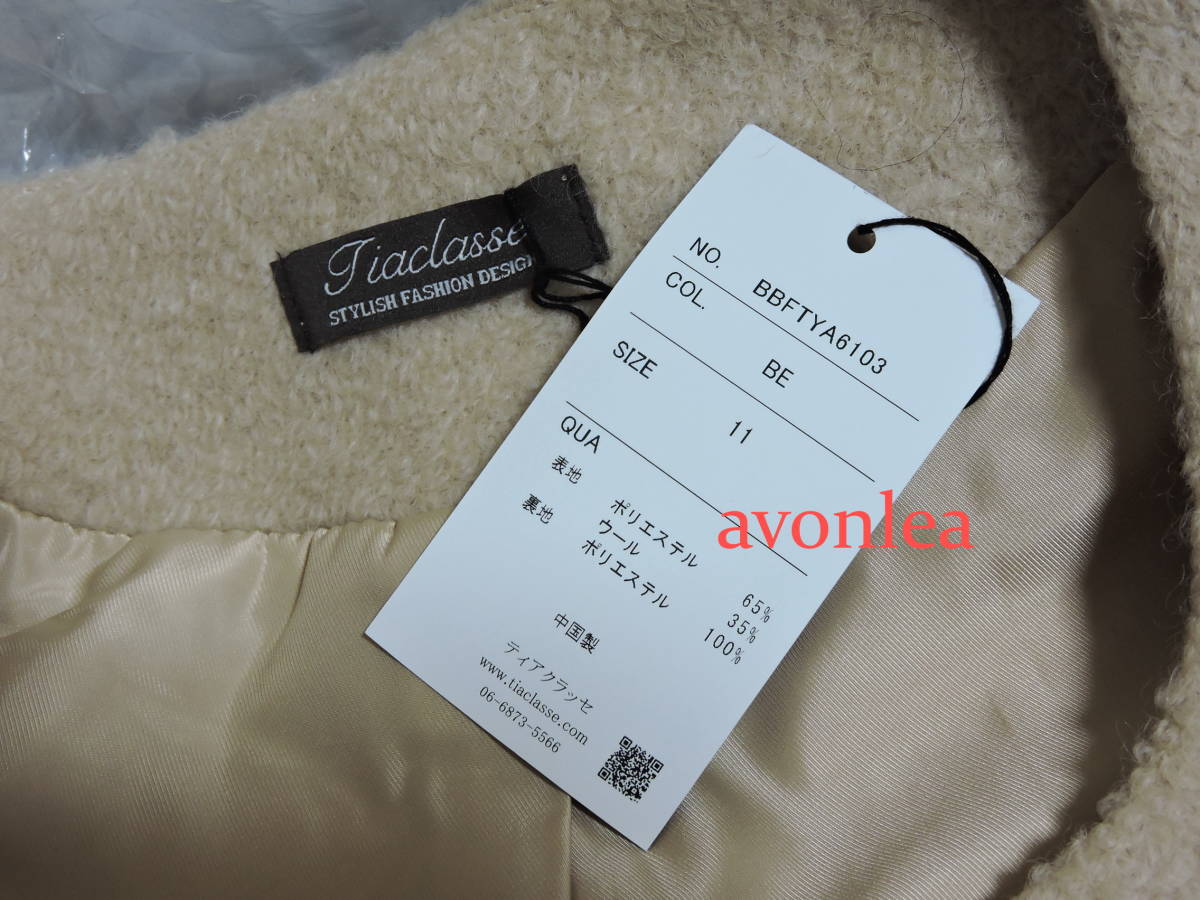 Tiaclasse
STYLISH FASHION DESIGN
NO. BBFTYA6103
COL. BE
SIZE 11
QUA
表地 ポリエステル 65%
ウール 35%
裏地 ポリエステル 100%
中国製
ティアクラッセ
www.tiaclasse.com
06-6873-5566
avonlea